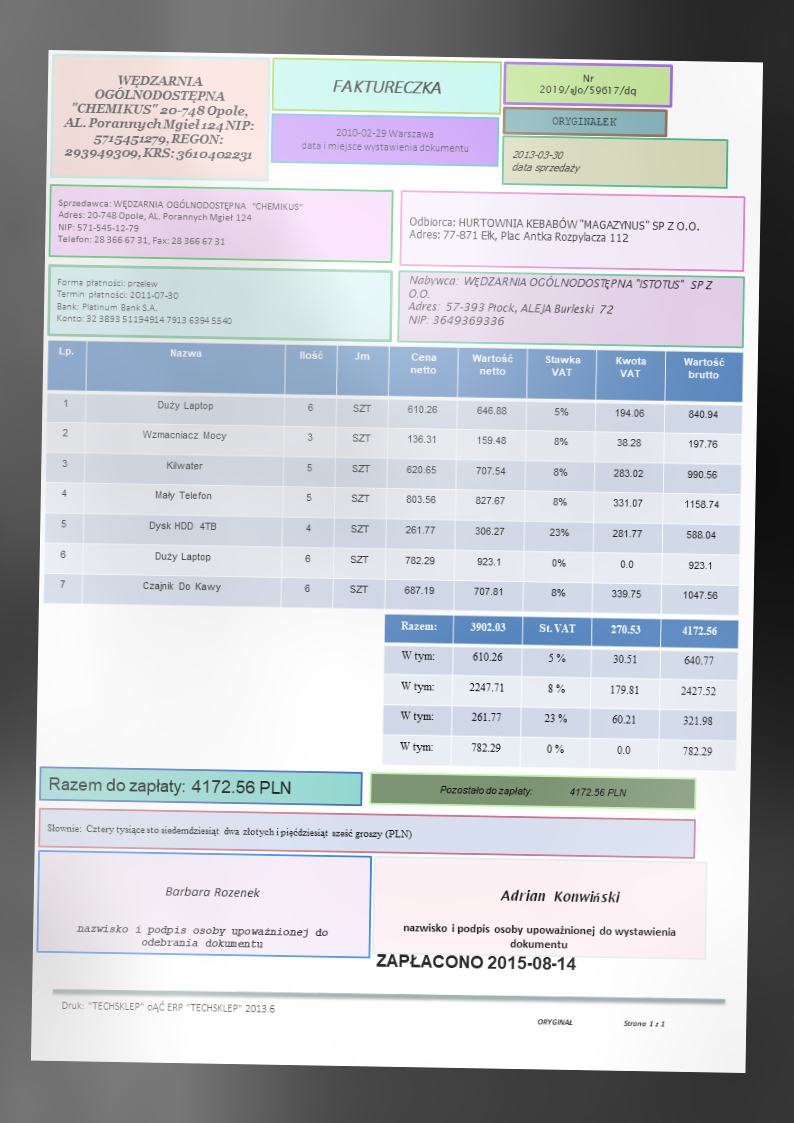 WĘDZARNIA
OGÓLNODOSTĘPNA
"CHEMIKUS" 20-748 Opole,
AL. Porannych Mgieł 124 NIP:
5715451279, REGON:
293949309, KRS: 3610402231
FAKTURECZKA
2010-02-29 Warszawa
data i miejsce wystawienia dokumentu
Nr
2019/ąJo/59617/dq
ORYGINAŁEK
2013-03-30
data sprzedaży
Sprzedawca: WĘDZARNIA OGÓLNODOSTĘPNA "CHEMIKUS"
Adres: 20-748 Opole, AL. Porannych Mgieł 124
NIP: 571-545-12-79
Telefon: 28 366 67 31, Fax: 28 366 67 31
Odbiorca: HURTOWNIA KEBABÓW "MAGAZYNUS" SP Z O.O.
Adres: 77-871 Ełk, Plac Antka Rozpylacza 112
Forma płatności: przelew
Termin płatności: 2011-07-30
Bank: Platinum Bank S.A.
Konto: 32 3893 51194914 7913 6394 5540
Nabywca: WĘDZARNIA OGÓLNODOSTĘPNA "ISTOTUS" SP Z
O.O.
Adres: 57-393 Płock, ALEJA Burleski 72
NIP: 3649369336
Lp. Nazwa Ilość Jm Cena netto Wartość netto Stawka VAT Kwota VAT Wartość brutto
1 Duży Laptop 6 SZT 610.26 646.88 5% 194.06 840.94
2 Wzmacniacz Mocy 3 SZT 136.31 159.48 8% 38.28 197.76
3 Kilwater 5 SZT 620.65 707.54 8% 283.02 990.56
4 Mały Telefon 5 SZT 803.56 827.67 8% 331.07 1158.74
5 Dysk HDD 4TB 4 SZT 261.77 306.27 23% 281.77 588.04
6 Duży Laptop 6 SZT 782.29 923.1 0% 0.0 923.1
7 Czajnik Do Kawy 6 SZT 687.19 707.81 8% 339.75 1047.56
Razem: 3902.03 St.VAT 270.53 4172.56
W tym: 610.26 5 % 30.51 640.77
W tym: 2247.71 8 % 179.81 2427.52
W tym: 261.77 23 % 60.21 321.98
W tym: 782.29 0 % 0.0 782.29
Razem do zapłaty: 4172.56 PLN
Pozostało do zapłaty: 4172.56 PLN
Słownie: Cztery tysiące sto siedemdziesiąt dwa złotych i pięćdziesiąt sześć groszy (PLN)
Barbara Rozenek
nazwisko i podpis osoby upoważnionej do
odebrania dokumentu
Adrian Konwiński
nazwisko i podpis osoby upoważnionej do wystawienia
dokumentu
ZAPŁACONO 2015-08-14
Druk: "TECHSKLEP" oĄĆ ERP "TECHSKLEP" 2013.6
ORYGINAŁ Strona 1 z 1